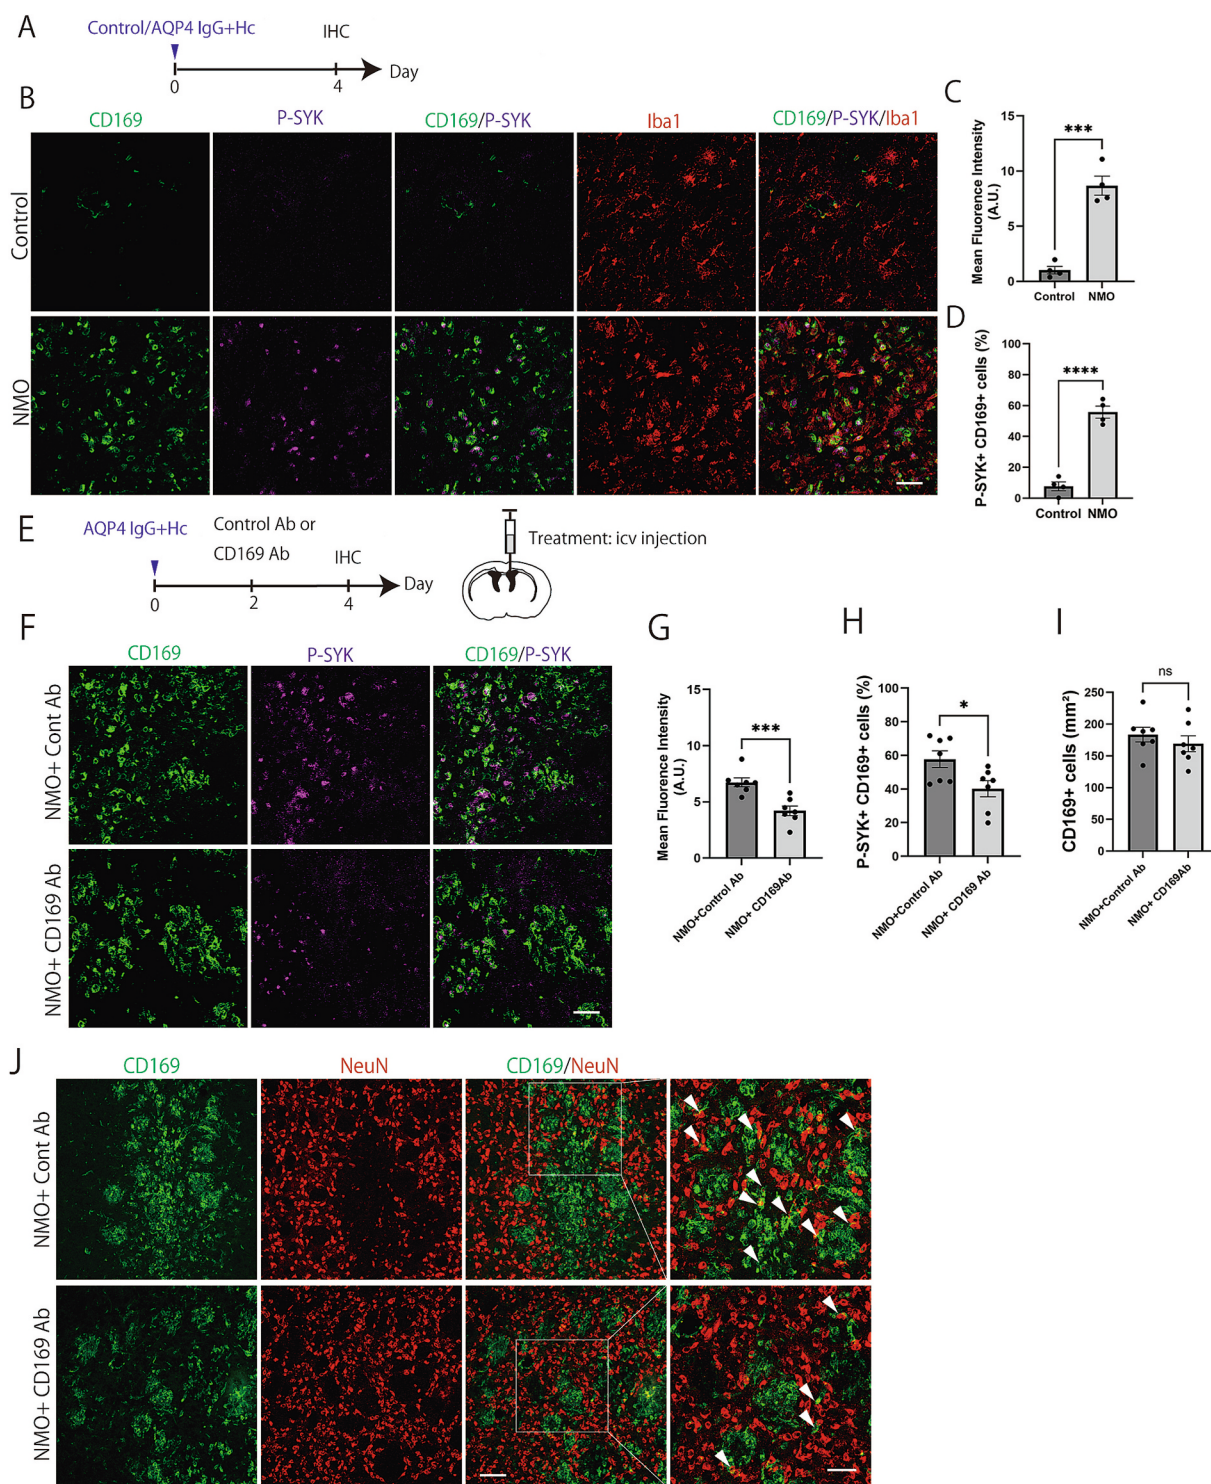 A
Control/AQP4 IgG+Hc
IHC
0
4
Day
B
CD169
P-SYK
CD169/P-SYK
Iba1
CD169/P-SYK/Iba1
Control
NMO
C
Mean Fluorence Intensity
(A.U.)
15
10
5
0
***
Control
NMO
D
P-SYK+ CD169+ cells (%)
100
80
60
40
20
0
****
Control
NMO
E
AQP4 IgG+Hc
Control Ab or
CD169 Ab
IHC
0
2
4
Day
Treatment: icv injection
F
CD169
P-SYK
CD169/P-SYK
NMO+ Cont Ab
NMO+ CD169 Ab
G
Mean Fluorescence Intensity
(A.U.)
15
10
5
0
***
NMO+Control Ab
NMO+ CD169Ab
H
P-SYK+ CD169+ cells (%)
100
80
60
40
20
0
*
NMO+Control Ab
NMO+ CD169 Ab
I
CD169+ cells (mm²)
250
200
150
100
50
0
ns
NMO+Control Ab
NMO+ CD169Ab
J
CD169
NeuN
CD169/NeuN
NMO+ Cont Ab
NMO+ CD169 Ab